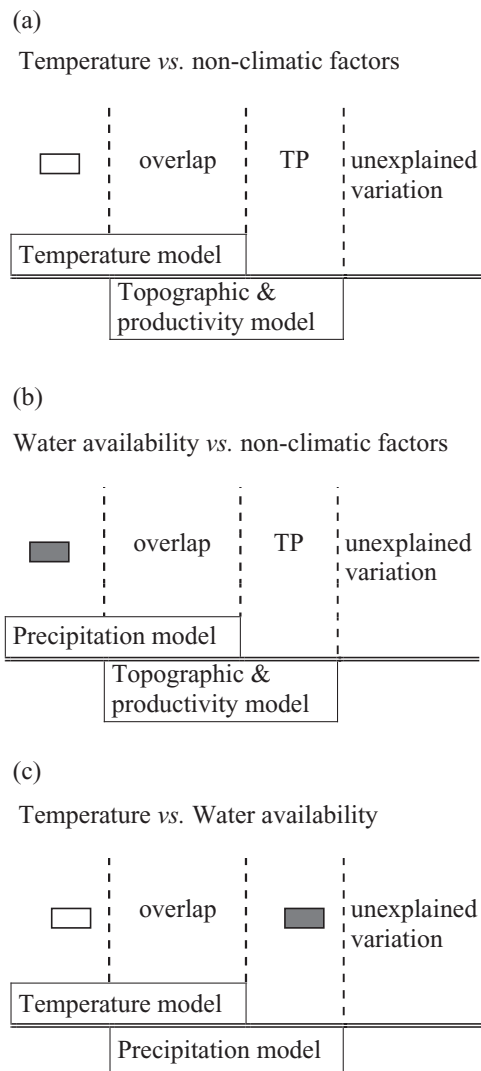 (a)
Temperature vs. non-climatic factors
overlap TP unexplained
variation
Temperature model
Topographic &
productivity model
(b)
Water availability vs. non-climatic factors
overlap TP unexplained
variation
Precipitation model
Topographic &
productivity model
(c)
Temperature vs. Water availability
overlap unexplained
variation
Temperature model
Precipitation model